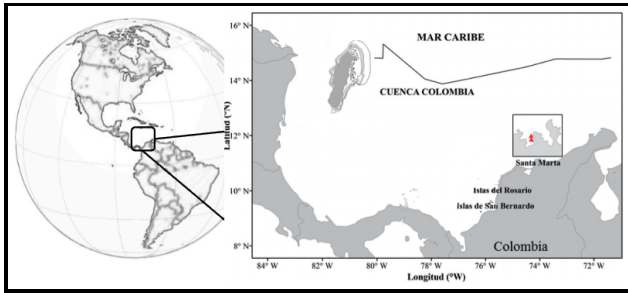 16° N
MAR CARIBE
14° N
CUENCA COLOMBIA
Latitud (°N)
12° N
Santa Marta
10° N
Islas del Rosario
islas de San Bernardo
8° N
Colombia
84° W 82° W 80° W 78° W 76° W 74° W 72° W
Longitud (°W)